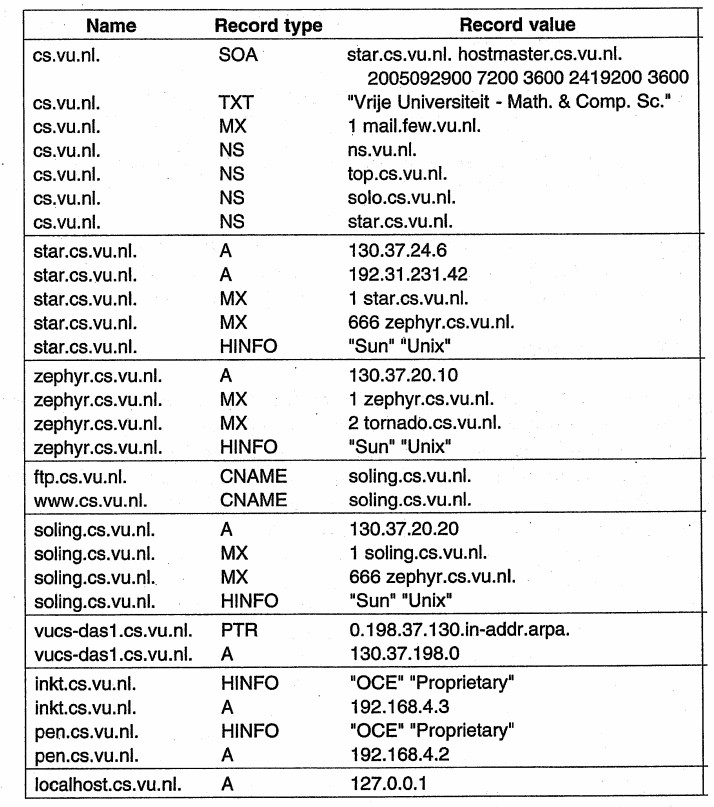 Name Record type Record value
cs.vu.nl. SOA star.cs.vu.nl. hostmaster.cs.vu.nl.
2005092900 7200 3600 2419200 3600
cs.vu.nl. TXT "Vrije Universiteit - Math. & Comp. Sc."
cs.vu.nl. MX 1 mail.few.vu.nl.
cs.vu.nl. NS ns.vu.nl.
cs.vu.nl. NS top.cs.vu.nl.
cs.vu.nl. NS solo.cs.vu.nl.
cs.vu.nl. NS star.cs.vu.nl.
star.cs.vu.nl. A 130.37.24.6
star.cs.vu.nl. A 192.31.231.42
star.cs.vu.nl. MX 1 star.cs.vu.nl.
star.cs.vu.nl. MX 666 zephyr.cs.vu.nl.
star.cs.vu.nl. HINFO "Sun" "Unix"
zephyr.cs.vu.nl. A 130.37.20.10
zephyr.cs.vu.nl. MX 1 zephyr.cs.vu.nl.
zephyr.cs.vu.nl. MX 2 tornado.cs.vu.nl.
zephyr.cs.vu.nl. HINFO "Sun" "Unix"
ftp.cs.vu.nl. CNAME soling.cs.vu.nl.
www.cs.vu.nl. CNAME soling.cs.vu.nl.
soling.cs.vu.nl. A 130.37.20.20
soling.cs.vu.nl. MX 1 soling.cs.vu.nl.
soling.cs.vu.nl. MX 666 zephyr.cs.vu.nl.
soling.cs.vu.nl. HINFO "Sun" "Unix"
vucs-das1.cs.vu.nl. PTR 0.198.37.130.in-addr.arpa.
vucs-das1.cs.vu.nl. A 130.37.198.0
inkt.cs.vu.nl. HINFO "OCE" "Proprietary"
inkt.cs.vu.nl. A 192.168.4.3
pen.cs.vu.nl. HINFO "OCE" "Proprietary"
pen.cs.vu.nl. A 192.168.4.2
localhost.cs.vu.nl. A 127.0.0.1